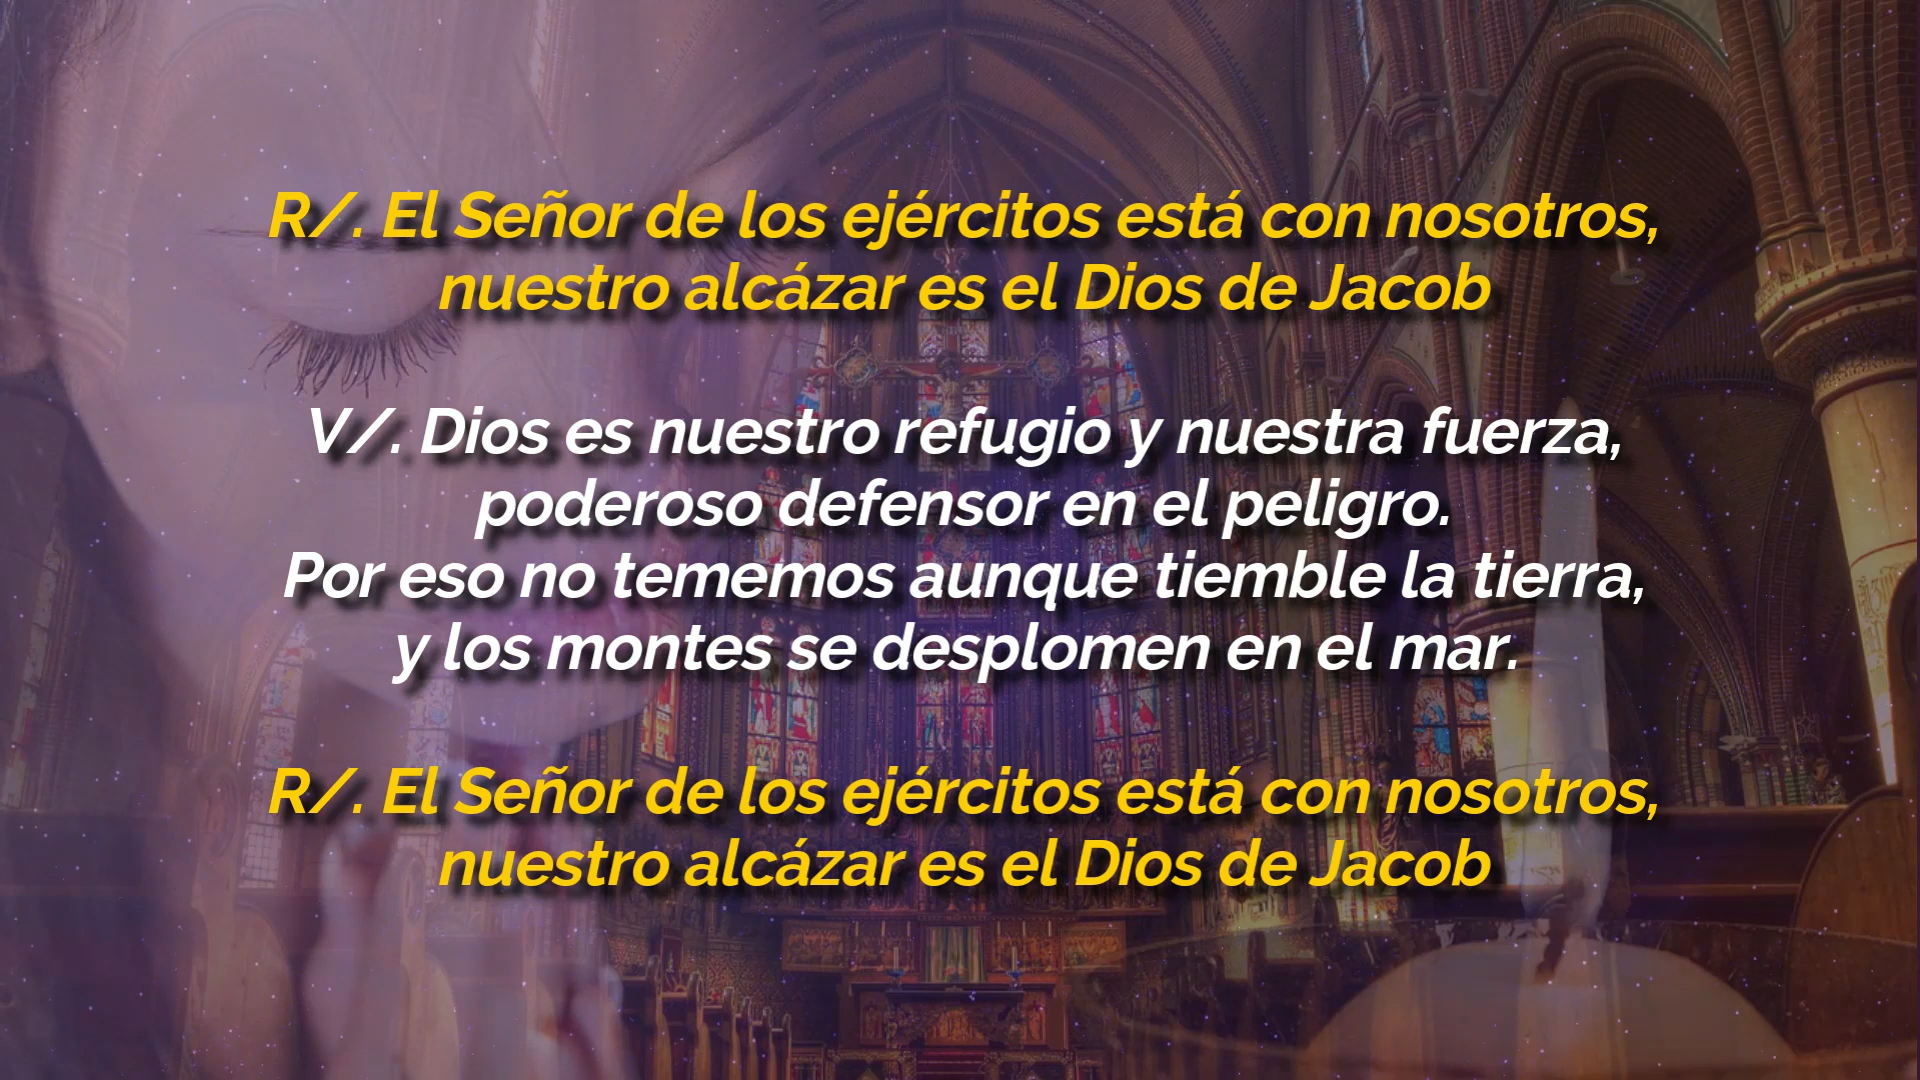 R/. El Señor de los ejércitos está con nosotros,
nuestro alcázar es el Dios de Jacob
V/. Dios es nuestro refugio y nuestra fuerza,
poderoso defensor en el peligro.
Por eso no tememos aunque tiemble la tierra,
y los montes se desplomen en el mar.
R/. El Señor de los ejércitos está con nosotros,
nuestro alcázar es el Dios de Jacob